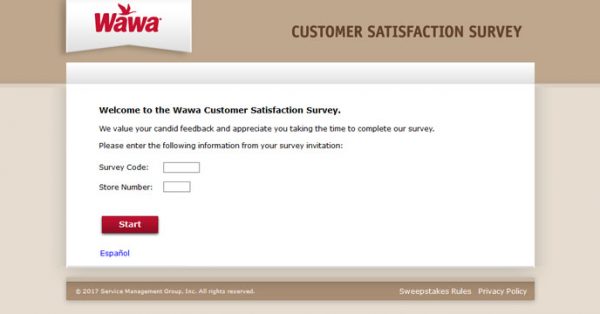 Wawa
CUSTOMER SATISFACTION SURVEY
Welcome to the Wawa Customer Satisfaction Survey.
We value your candid feedback and appreciate you taking the time to complete our survey.
Please enter the following information from your survey invitation:
Survey Code:
Store Number:
Start
Español
© 2017 Service Management Group, Inc. All rights reserved.
Sweepstakes Rules Privacy Policy